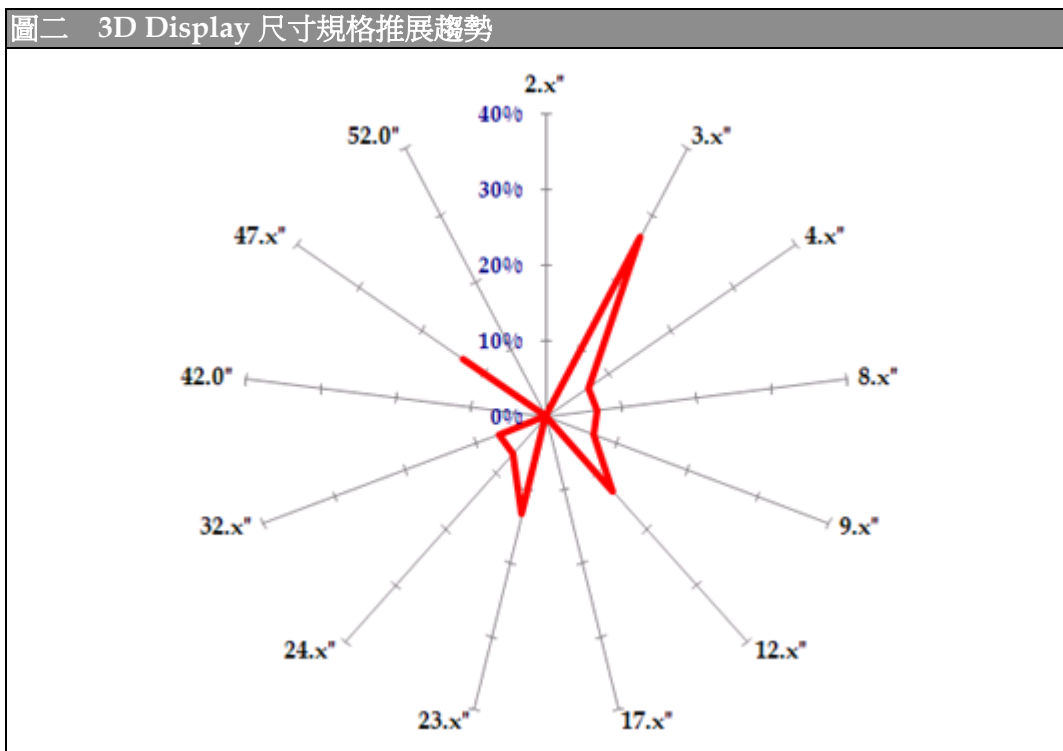 圖二 3D Display 尺寸規格推展趨勢
2.x"
40%
52.0"
3.x"
30%
47.x"
4.x"
20%
10%
42.0"
8.x"
0%
32.x"
9.x"
24.x"
12.x"
23.x"
17.x"